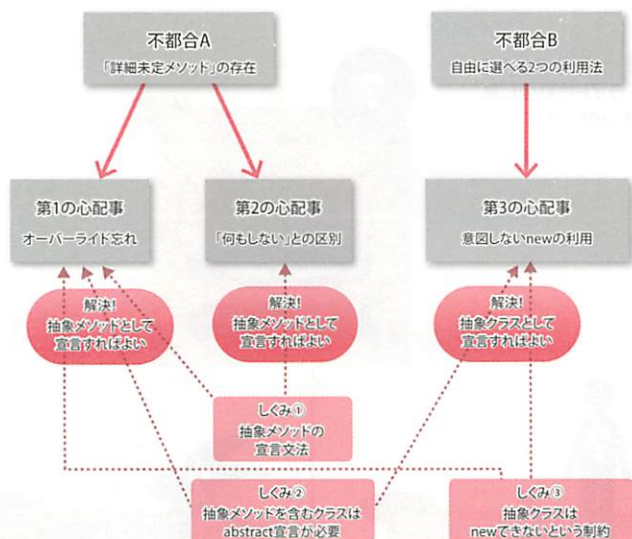 不都合A
「詳細未定メソッド」の存在
不都合B
自由に選べる2つの利用法
第1の心配事
オーバーライド忘れ
第2の心配事
「何もしない」との区別
第3の心配事
意図しないnewの利用
解決!
抽象メソッドとして
宣言すればよい
解決!
抽象メソッドとして
宣言すればよい
解決!
抽象クラスとして
宣言すればよい
しくみ①
抽象メソッドの
宣言文法
しくみ②
抽象メソッドを含むクラスは
abstract宣言が必要
しくみ③
抽象クラスは
newできないという制約